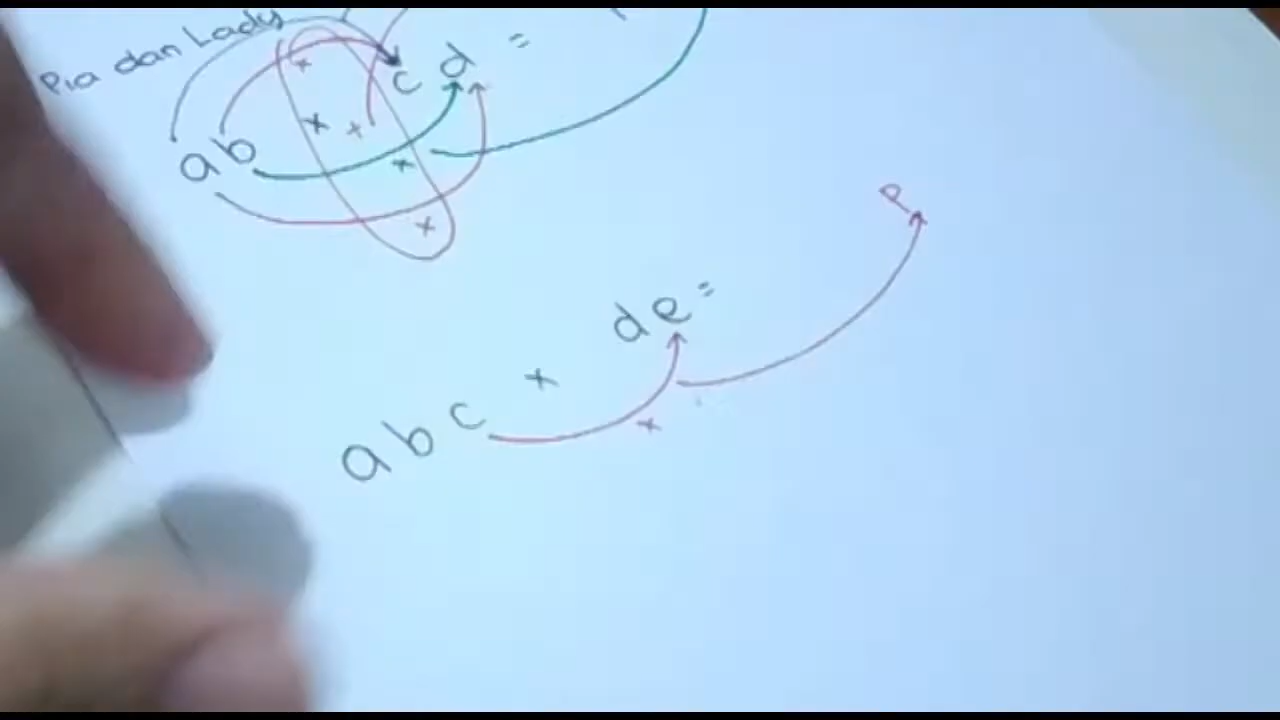 Pia dan Lady
ab x cd =
x
+
x
x
abc x de = p
x